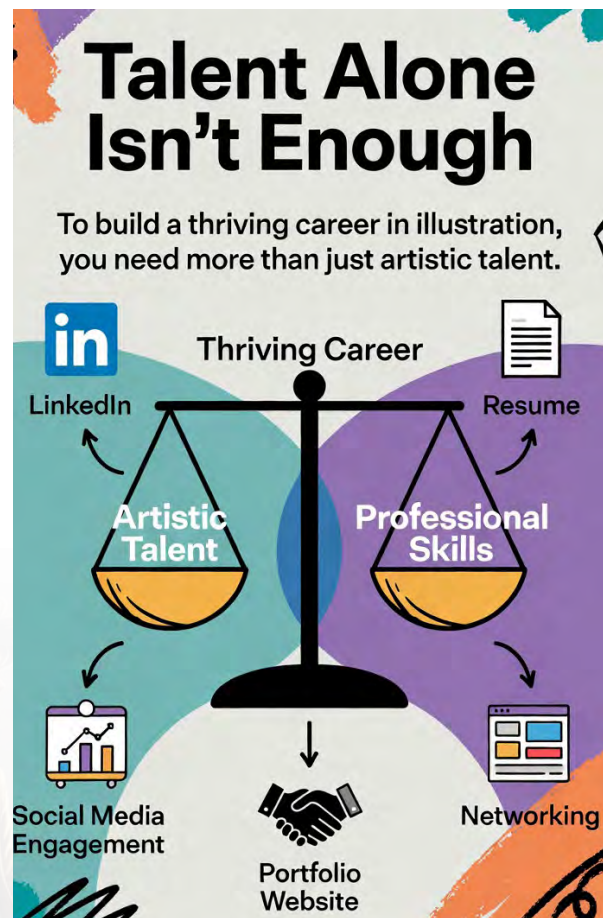 Talent Alone
Isn't Enough
To build a thriving career in illustration,
you need more than just artistic talent.
in
LinkedIn
Thriving Career
Resume
Artistic
Talent
Professional
Skills
Social Media
Engagement
Portfolio
Website
Networking